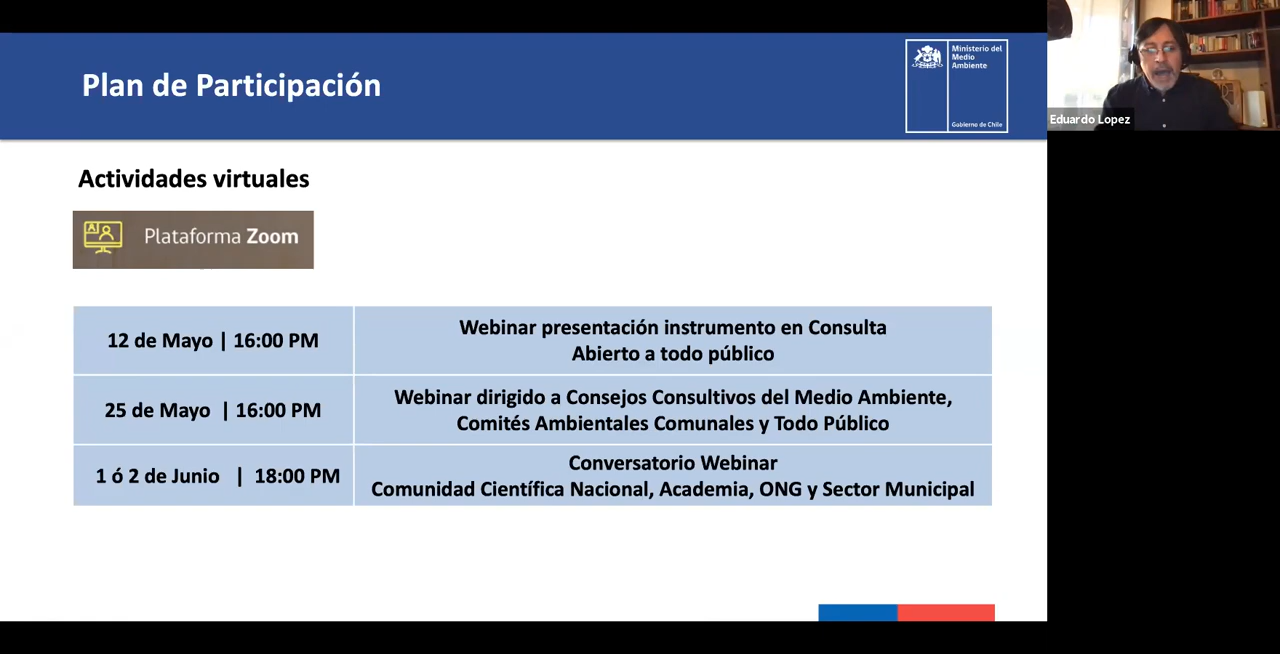 Plan de Participación
Ministerio del
Medio
Ambiente
Gobierno de Chile
Eduardo Lopez
Actividades virtuales
A
Plataforma Zoom
12 de Mayo | 16:00 PM
Webinar presentación instrumento en Consulta
Abierto a todo público
25 de Mayo | 16:00 PM
Webinar dirigido a Consejos Consultivos del Medio Ambiente,
Comités Ambientales Comunales y Todo Público
1 ó 2 de Junio | 18:00 PM
Conversatorio Webinar
Comunidad Científica Nacional, Academia, ONG y Sector Municipal